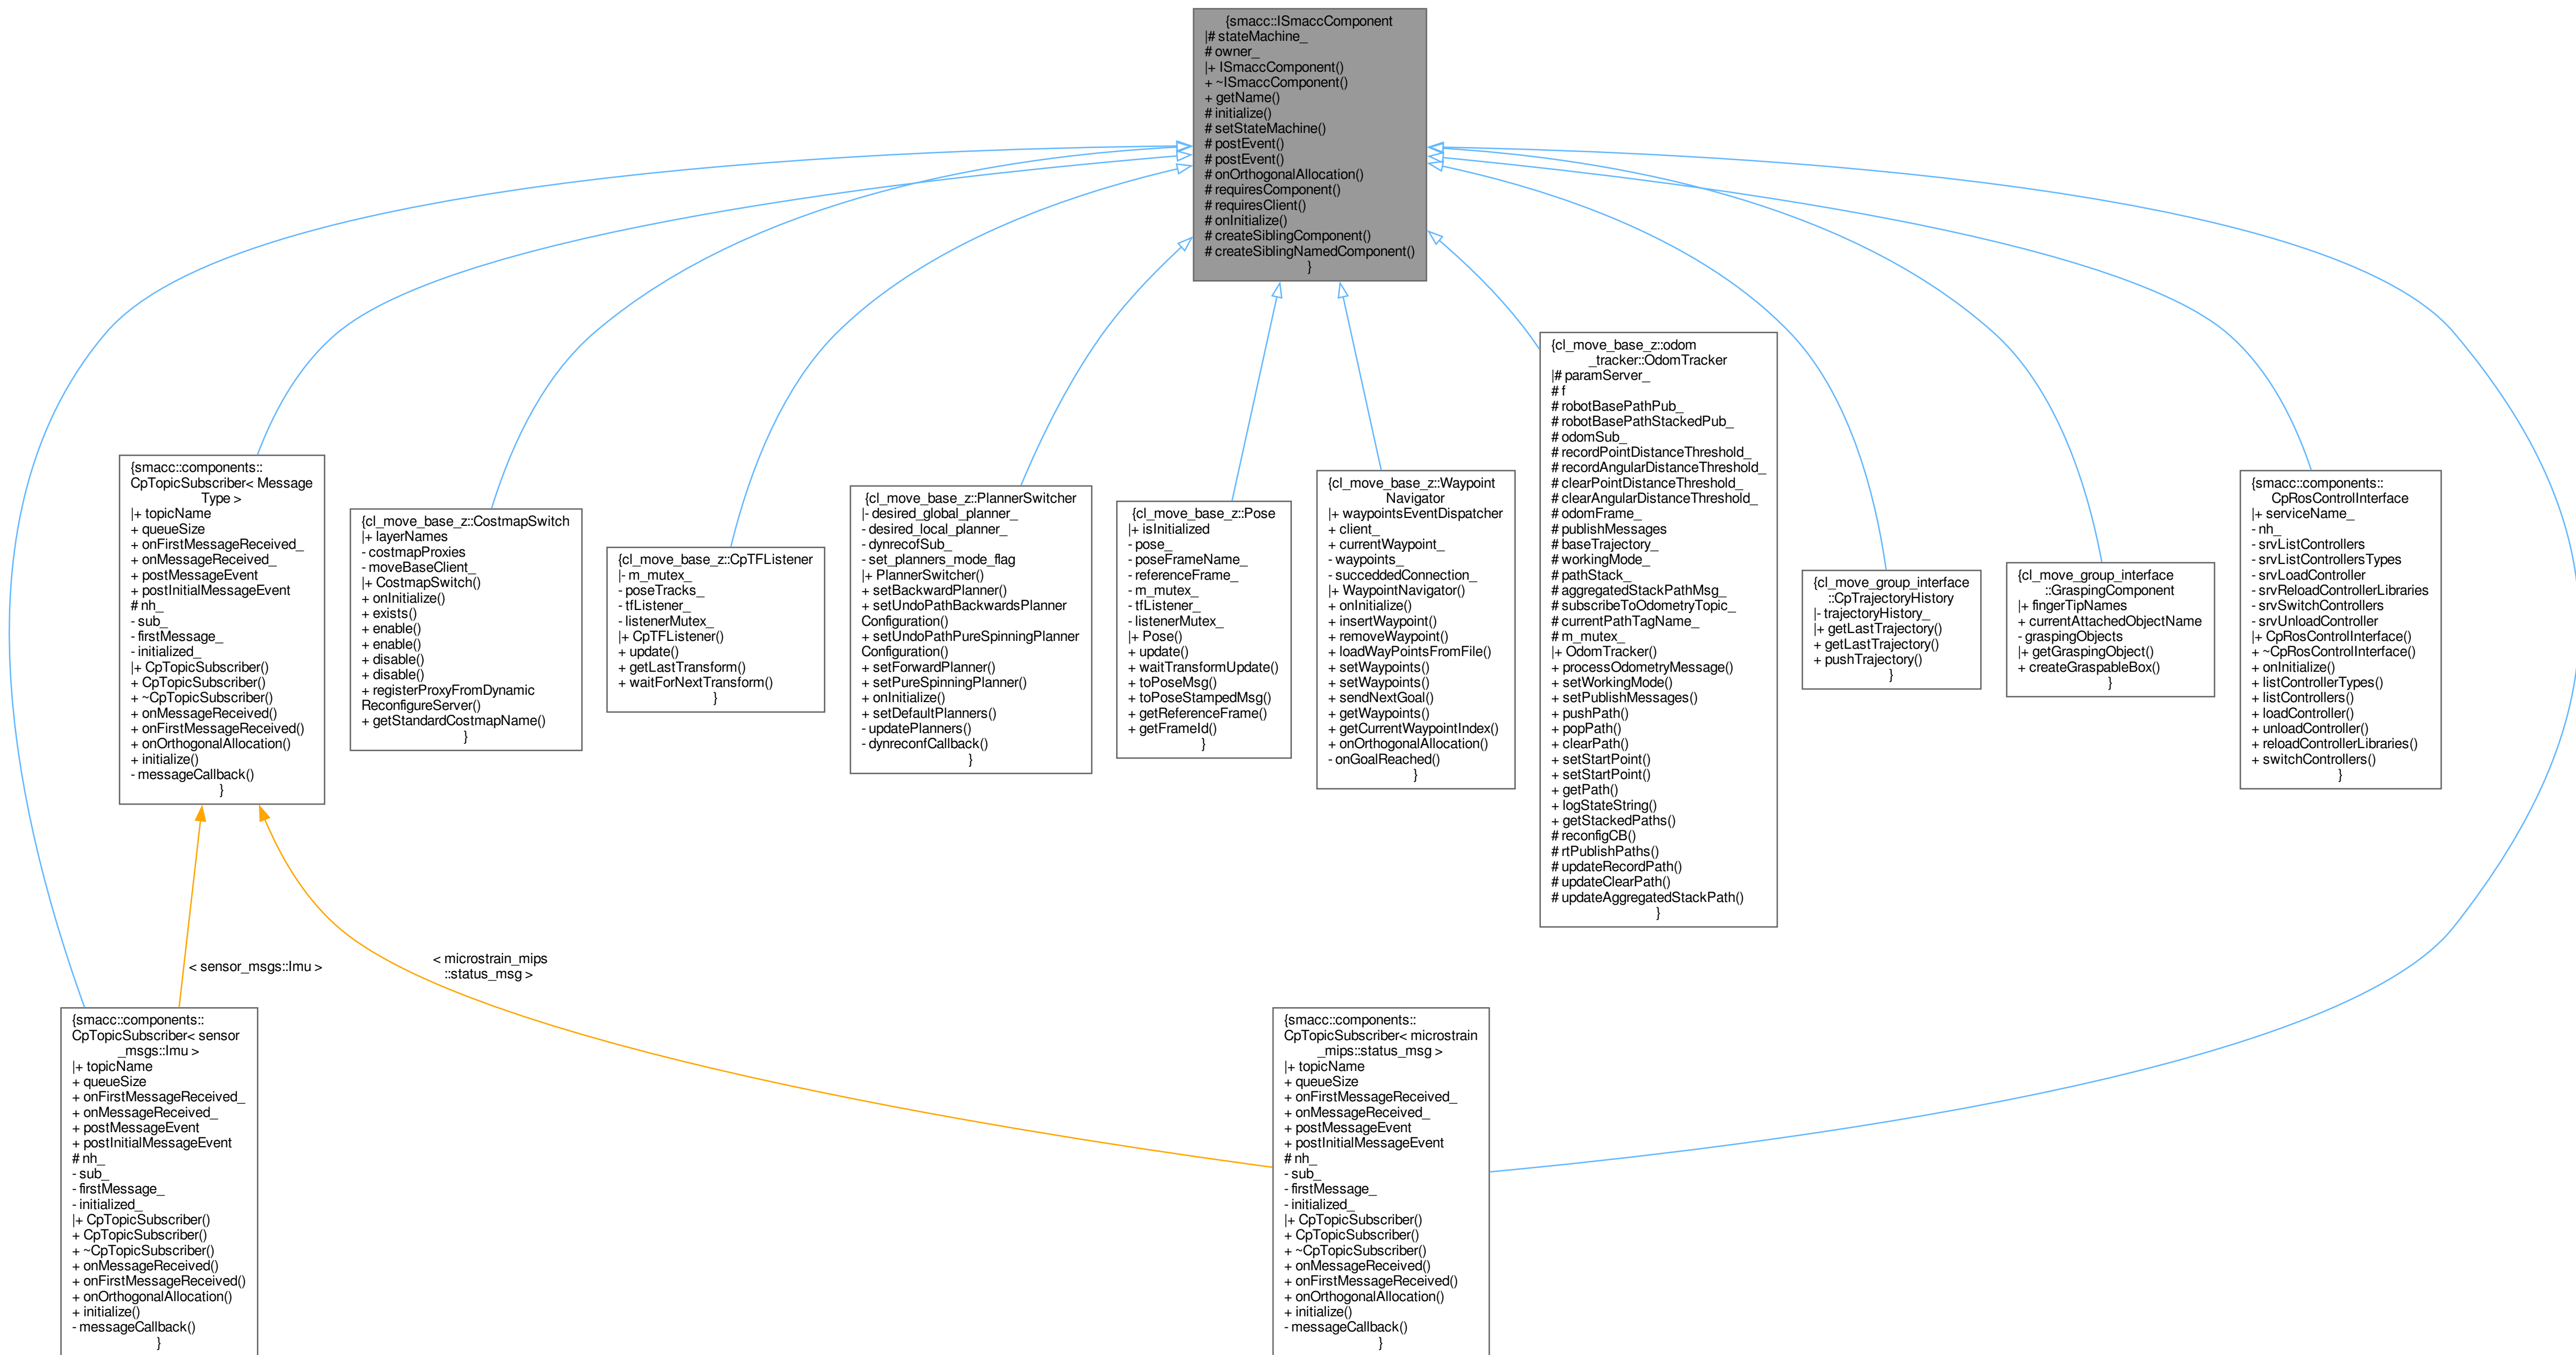 {smacc::ISmaccComponent
|# stateMachine_
# owner_
|+ ISmaccComponent()
+ ~ISmaccComponent()
+ getName()
# initialize()
# setStateMachine()
# postEvent()
# postEvent()
# onOrthogonalAllocation()
# requiresComponent()
# requiresClient()
# onInitialize()
# createSiblingComponent()
# createSiblingNamedComponent()
}
{smacc::components::
CpTopicSubscriber< Message
Type >
|+ topicName
+ queueSize
+ onFirstMessageReceived_
+ onMessageReceived_
+ postMessageEvent
+ postInitialMessageEvent
# nh_
- sub_
- firstMessage_
- initialized_
|+ CpTopicSubscriber()
+ CpTopicSubscriber()
+ ~CpTopicSubscriber()
+ onMessageReceived()
+ onFirstMessageReceived()
+ onOrthogonalAllocation()
+ initialize()
- messageCallback()
}
{cl_move_base_z::CostmapSwitch
|+ layerNames
- costmapProxies
- moveBaseClient_
|+ CostmapSwitch()
+ onInitialize()
+ exists()
+ enable()
+ enable()
+ disable()
+ disable()
+ registerProxyFromDynamic
ReconfigureServer()
+ getStandardCostmapName()
}
{cl_move_base_z::CpTFListener
|- m_mutex_
- poseTracks_
- tfListener_
- listenerMutex_
|+ CpTFListener()
+ update()
+ getLastTransform()
+ waitForNextTransform()
}
{cl_move_base_z::PlannerSwitcher
|- desired_global_planner_
- desired_local_planner_
- dynrecofSub_
- set_planners_mode_flag
|+ PlannerSwitcher()
+ setBackwardPlanner()
+ setUndoPathBackwardsPlanner
Configuration()
+ setUndoPathPureSpinningPlanner
Configuration()
+ setForwardPlanner()
+ setPureSpinningPlanner()
+ onInitialize()
+ setDefaultPlanners()
- updatePlanners()
- dynreconfCallback()
}
{cl_move_base_z::Pose
|+ isInitialized
- pose_
- poseFrameName_
- referenceFrame_
- m_mutex_
- tfListener_
- listenerMutex_
|+ Pose()
+ update()
+ waitTransformUpdate()
+ toPoseMsg()
+ toPoseStampedMsg()
+ getReferenceFrame()
+ getFrameId()
}
{cl_move_base_z::Waypoint
Navigator
|+ waypointsEventDispatcher
+ client_
+ currentWaypoint_
- waypoints_
- succeddedConnection_
|+ WaypointNavigator()
+ onInitialize()
+ insertWaypoint()
+ removeWaypoint()
+ loadWayPointsFromFile()
+ setWaypoints()
+ setWaypoints()
+ sendNextGoal()
+ getWaypoints()
+ getCurrentWaypointIndex()
+ onOrthogonalAllocation()
- onGoalReached()
}
{cl_move_base_z::odom
_tracker::OdomTracker
|# paramServer_
# f
# robotBasePathPub_
# robotBasePathStackedPub_
# odomSub_
# recordPointDistanceThreshold_
# recordAngularDistanceThreshold_
# clearPointDistanceThreshold_
# clearAngularDistanceThreshold_
# odomFrame_
# publishMessages
# baseTrajectory_
# workingMode_
# pathStack_
# aggregatedStackPathMsg_
# subscribeToOdometryTopic_
# currentPathTagName_
# m_mutex_
|+ OdomTracker()
+ processOdometryMessage()
+ setWorkingMode()
+ setPublishMessages()
+ pushPath()
+ popPath()
+ clearPath()
+ setStartPoint()
+ setStartPoint()
+ getPath()
+ logStateString()
+ getStackedPaths()
# reconfigCB()
# rtPublishPaths()
# updateRecordPath()
# updateClearPath()
# updateAggregatedStackPath()
}
{cl_move_group_interface
::CpTrajectoryHistory
|- trajectoryHistory_
|+ getLastTrajectory()
+ getLastTrajectory()
+ pushTrajectory()
}
{cl_move_group_interface
::GraspingComponent
|+ fingerTipNames
+ currentAttachedObjectName
- graspingObjects
|+ getGraspingObject()
+ createGraspableBox()
}
{smacc::components::
CpRosControlInterface
|+ serviceName_
- nh_
- srvListControllers
- srvListControllersTypes
- srvLoadController
- srvReloadControllerLibraries
- srvSwitchControllers
- srvUnloadController
|+ CpRosControlInterface()
+ ~CpRosControlInterface()
+ onInitialize()
+ listControllerTypes()
+ listControllers()
+ loadController()
+ unloadController()
+ reloadControllerLibraries()
+ switchControllers()
}
< sensor_msgs::Imu >
< microstrain_mips
::status_msg >
{smacc::components::
CpTopicSubscriber< sensor
_msgs::Imu >
|+ topicName
+ queueSize
+ onFirstMessageReceived_
+ onMessageReceived_
+ postMessageEvent
+ postInitialMessageEvent
# nh_
- sub_
- firstMessage_
- initialized_
|+ CpTopicSubscriber()
+ CpTopicSubscriber()
+ ~CpTopicSubscriber()
+ onMessageReceived()
+ onFirstMessageReceived()
+ onOrthogonalAllocation()
+ initialize()
- messageCallback()
}
{smacc::components::
CpTopicSubscriber< microstrain
_mips::status_msg >
|+ topicName
+ queueSize
+ onFirstMessageReceived_
+ onMessageReceived_
+ postMessageEvent
+ postInitialMessageEvent
# nh_
- sub_
- firstMessage_
- initialized_
|+ CpTopicSubscriber()
+ CpTopicSubscriber()
+ ~CpTopicSubscriber()
+ onMessageReceived()
+ onFirstMessageReceived()
+ onOrthogonalAllocation()
+ initialize()
- messageCallback()
}